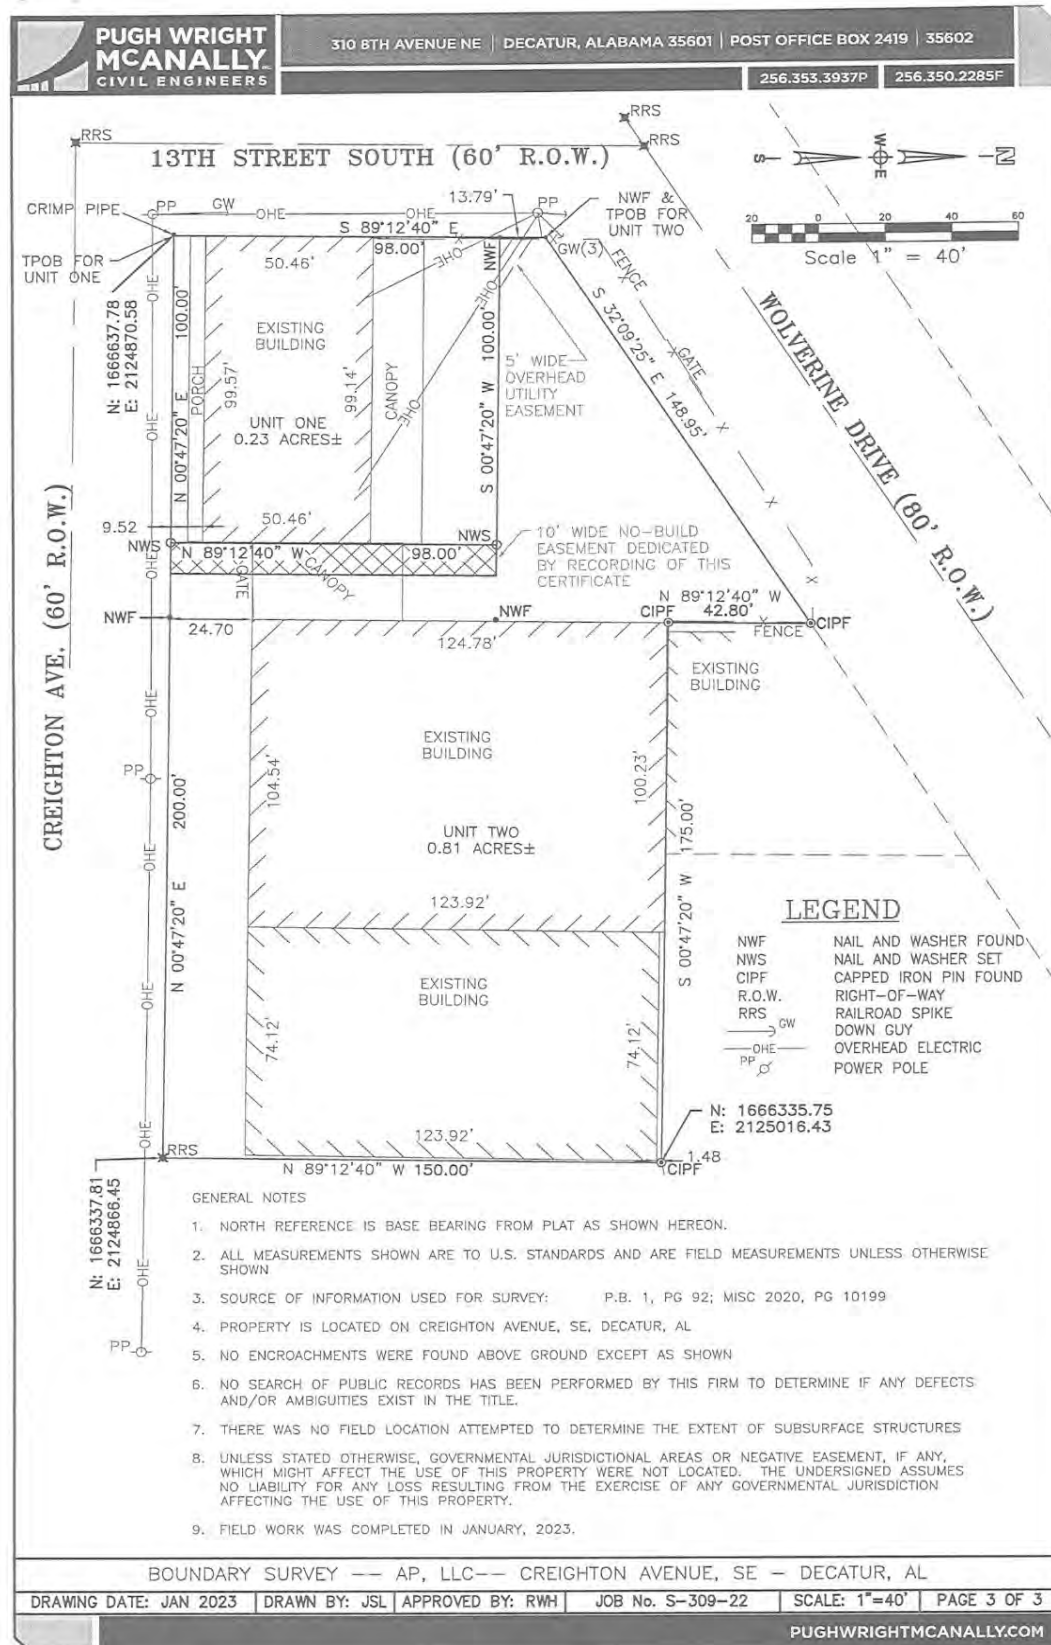 PUGH WRIGHT
MCANALLY
CIVIL ENGINEERS
310 8TH AVENUE NE | DECATUR, ALABAMA 35601 | POST OFFICE BOX 2419 | 35602
256.353.3937P | 256.350.2285F
RRS
RRS
RRS
13TH STREET SOUTH (60' R.O.W.)
S W E N
20 0 20 40 60
Scale 1" = 40'
CRIMP PIPE
PP
GW
OHE
OHE
13.79'
PP
NWF &
TPOB FOR
UNIT TWO
S 89°12'40" E
98.00'
NWF
GW(3)
TPOB FOR
UNIT ONE
50.46'
OHE
OHE
OHE
OHE
FENCE
GATE
N: 1666637.78
E: 2124870.58
N 00°47'20" E 100.00'
PORCH
99.57'
EXISTING
BUILDING
UNIT ONE
0.23 ACRES±
99.14'
CANOPY
S 00°47'20" W 100.00'
5' WIDE
OVERHEAD
UTILITY
EASEMENT
S 32°09'25" E 148.95'
WOLVERINE DRIVE (80' R.O.W.)
CREIGHTON AVE. (60' R.O.W.)
OHE
9.52
50.46'
NWS
N 89°12'40" W
98.00'
NWS
10' WIDE NO-BUILD
EASEMENT DEDICATED
BY RECORDING OF THIS
CERTIFICATE
GATE
CANOPY
OHE
NWF
24.70
NWF
124.78'
N 89°12'40" W
CIPF
42.80'
FENCE
CIPF
EXISTING
BUILDING
OHE
PP
N 00°47'20" E 200.00'
104.54'
EXISTING
BUILDING
UNIT TWO
0.81 ACRES±
100.23'
S 00°47'20" W 175.00'
123.92'
OHE
OHE
EXISTING
BUILDING
74.12'
74.12'
123.92'
OHE
RRS
N 89°12'40" W 150.00'
1.48
CIPF
N: 1666335.75
E: 2125016.43
N: 1666337.81
E: 2124866.45
OHE
PP
LEGEND
NWF NAIL AND WASHER FOUND
NWS NAIL AND WASHER SET
CIPF CAPPED IRON PIN FOUND
R.O.W. RIGHT-OF-WAY
RRS RAILROAD SPIKE
GW DOWN GUY
OHE OVERHEAD ELECTRIC
PP POWER POLE
GENERAL NOTES
1. NORTH REFERENCE IS BASE BEARING FROM PLAT AS SHOWN HEREON.
2. ALL MEASUREMENTS SHOWN ARE TO U.S. STANDARDS AND ARE FIELD MEASUREMENTS UNLESS OTHERWISE
SHOWN
3. SOURCE OF INFORMATION USED FOR SURVEY: P.B. 1, PG 92; MISC 2020, PG 10199
4. PROPERTY IS LOCATED ON CREIGHTON AVENUE, SE, DECATUR, AL
5. NO ENCROACHMENTS WERE FOUND ABOVE GROUND EXCEPT AS SHOWN
6. NO SEARCH OF PUBLIC RECORDS HAS BEEN PERFORMED BY THIS FIRM TO DETERMINE IF ANY DEFECTS
AND/OR AMBIGUITIES EXIST IN THE TITLE.
7. THERE WAS NO FIELD LOCATION ATTEMPTED TO DETERMINE THE EXTENT OF SUBSURFACE STRUCTURES
8. UNLESS STATED OTHERWISE, GOVERNMENTAL JURISDICTIONAL AREAS OR NEGATIVE EASEMENT, IF ANY,
WHICH MIGHT AFFECT THE USE OF THIS PROPERTY WERE NOT LOCATED. THE UNDERSIGNED ASSUMES
NO LIABILITY FOR ANY LOSS RESULTING FROM THE EXERCISE OF ANY GOVERNMENTAL JURISDICTION
AFFECTING THE USE OF THIS PROPERTY.
9. FIELD WORK WAS COMPLETED IN JANUARY, 2023.
BOUNDARY SURVEY -- AP, LLC-- CREIGHTON AVENUE, SE - DECATUR, AL
DRAWING DATE: JAN 2023 | DRAWN BY: JSL | APPROVED BY: RWH | JOB No. S-309-22 | SCALE: 1"=40' | PAGE 3 OF 3
PUGHWRIGHTMCANALLY.COM